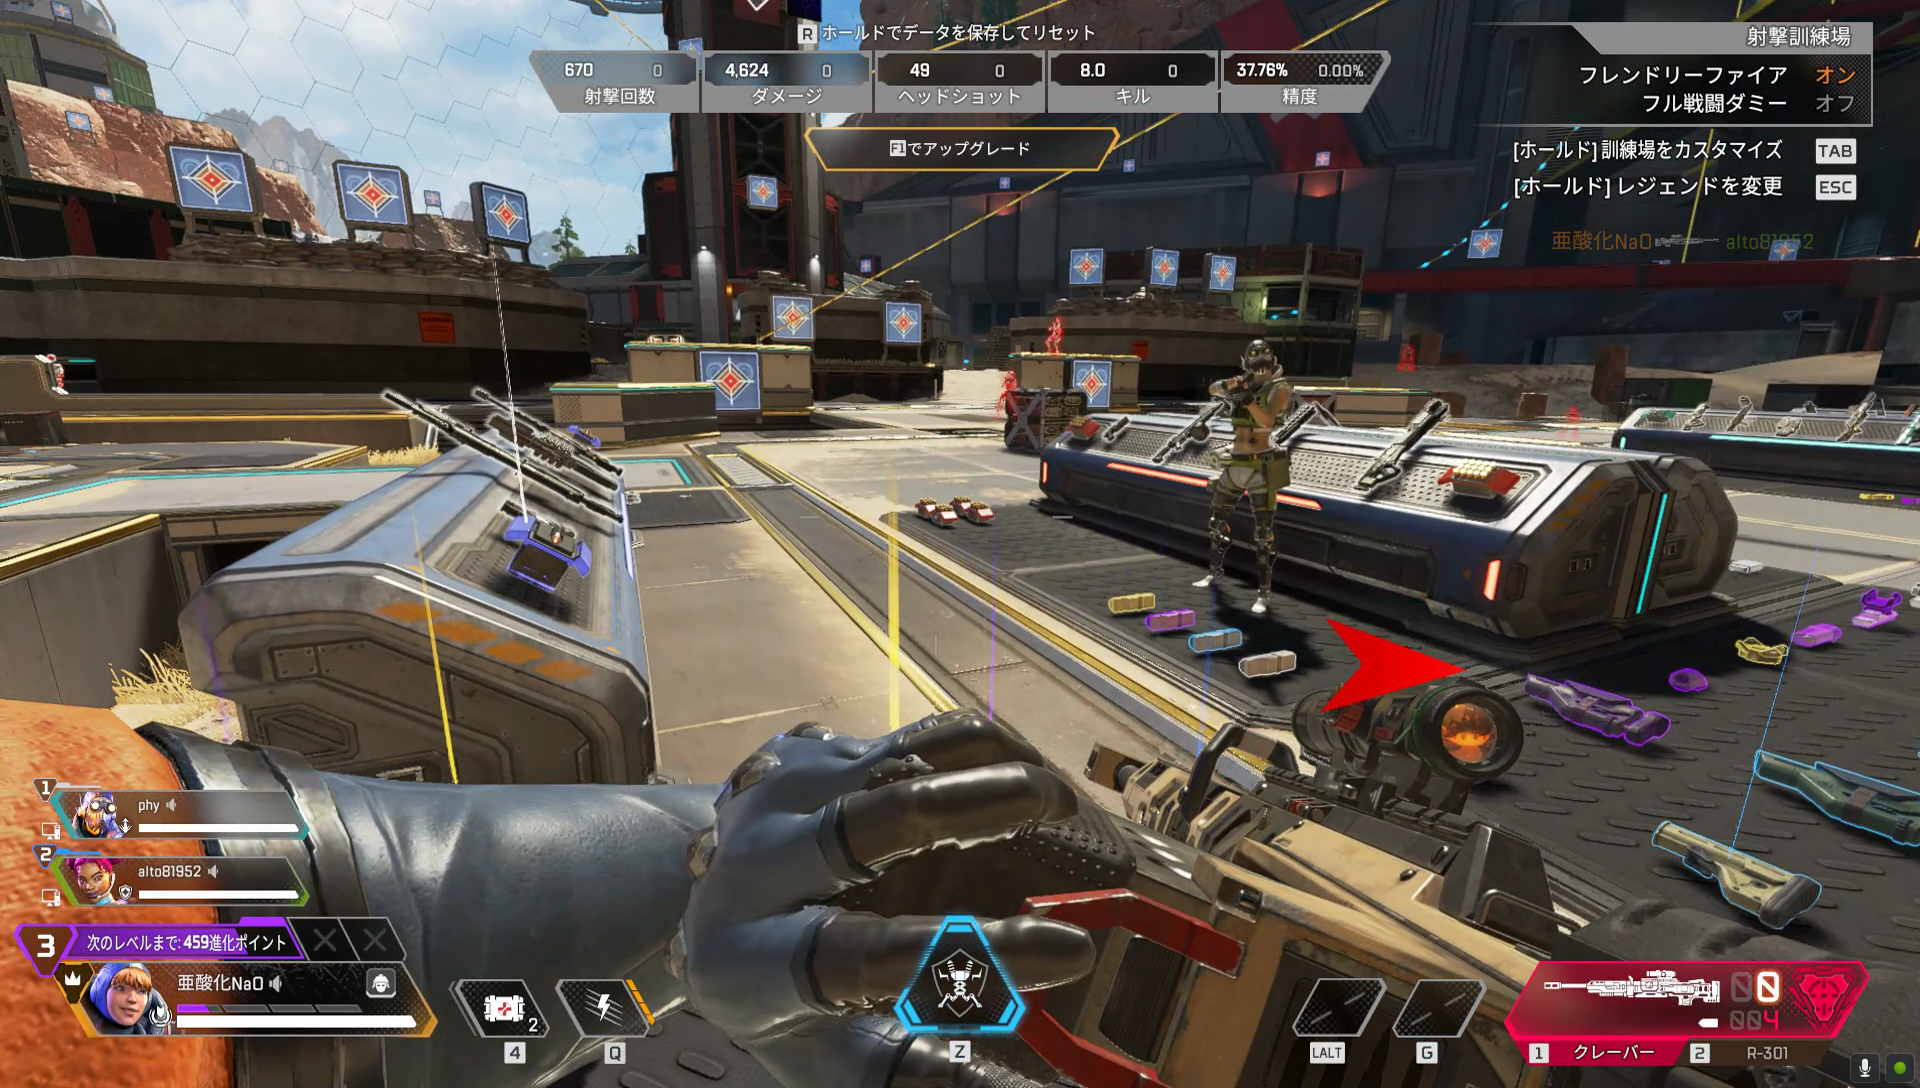 Rホールドでデータを保存してリセット
670 0
射撃回数
4,624 0
ダメージ
49 0
ヘッドショット
8.0 0
キル
37.76% 0.00%
精度
F1でアップグレード
射撃訓練場
フレンドリーファイア オン
フル戦闘ダミー オフ
[ホールド]訓練場をカスタマイズ TAB
[ホールド]レジェンドを変更 ESC
亜酸化NaO alto81952
1
phy
2
alto81952
3 次のレベルまで:459進化ポイント
亜酸化NaO
2
4
Q
Z
LALT
G
00
004
1 クレーバー 2 R-301